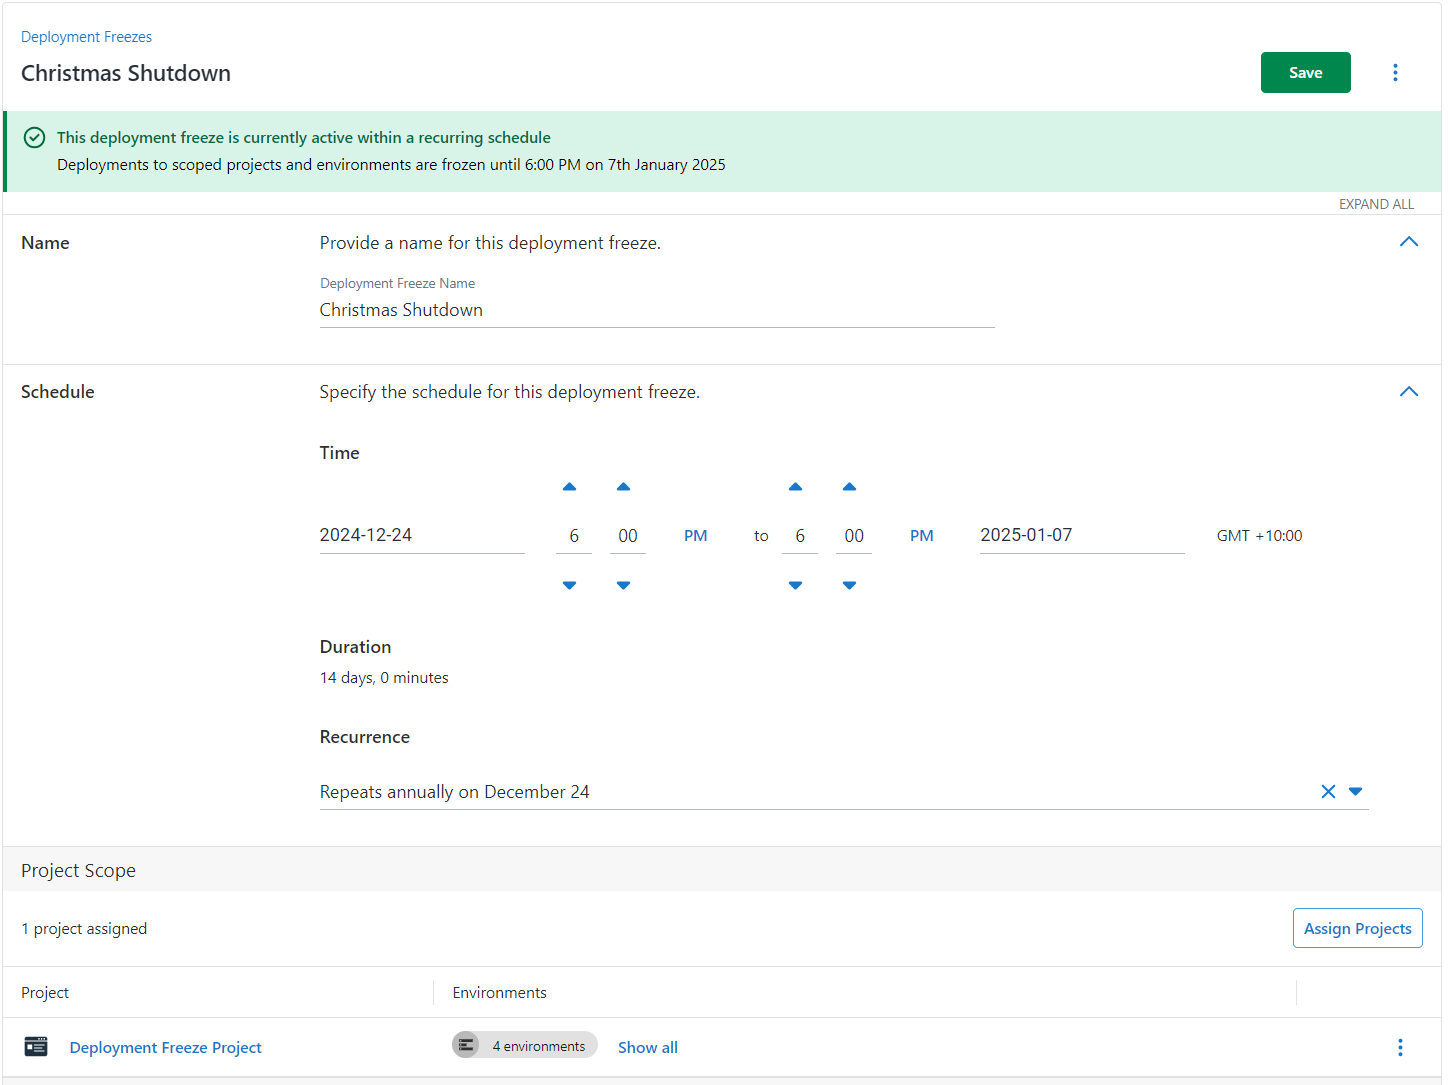 Deployment Freezes
Christmas Shutdown
Save
This deployment freeze is currently active within a recurring schedule
Deployments to scoped projects and environments are frozen until 6:00 PM on 7th January 2025
EXPAND ALL
Name
Provide a name for this deployment freeze.
Deployment Freeze Name
Christmas Shutdown
Schedule
Specify the schedule for this deployment freeze.
Time
2024-12-24 6 00 PM to 6 00 PM 2025-01-07 GMT +10:00
Duration
14 days, 0 minutes
Recurrence
Repeats annually on December 24
Project Scope
1 project assigned
Assign Projects
Project Environments
Deployment Freeze Project 4 environments Show all